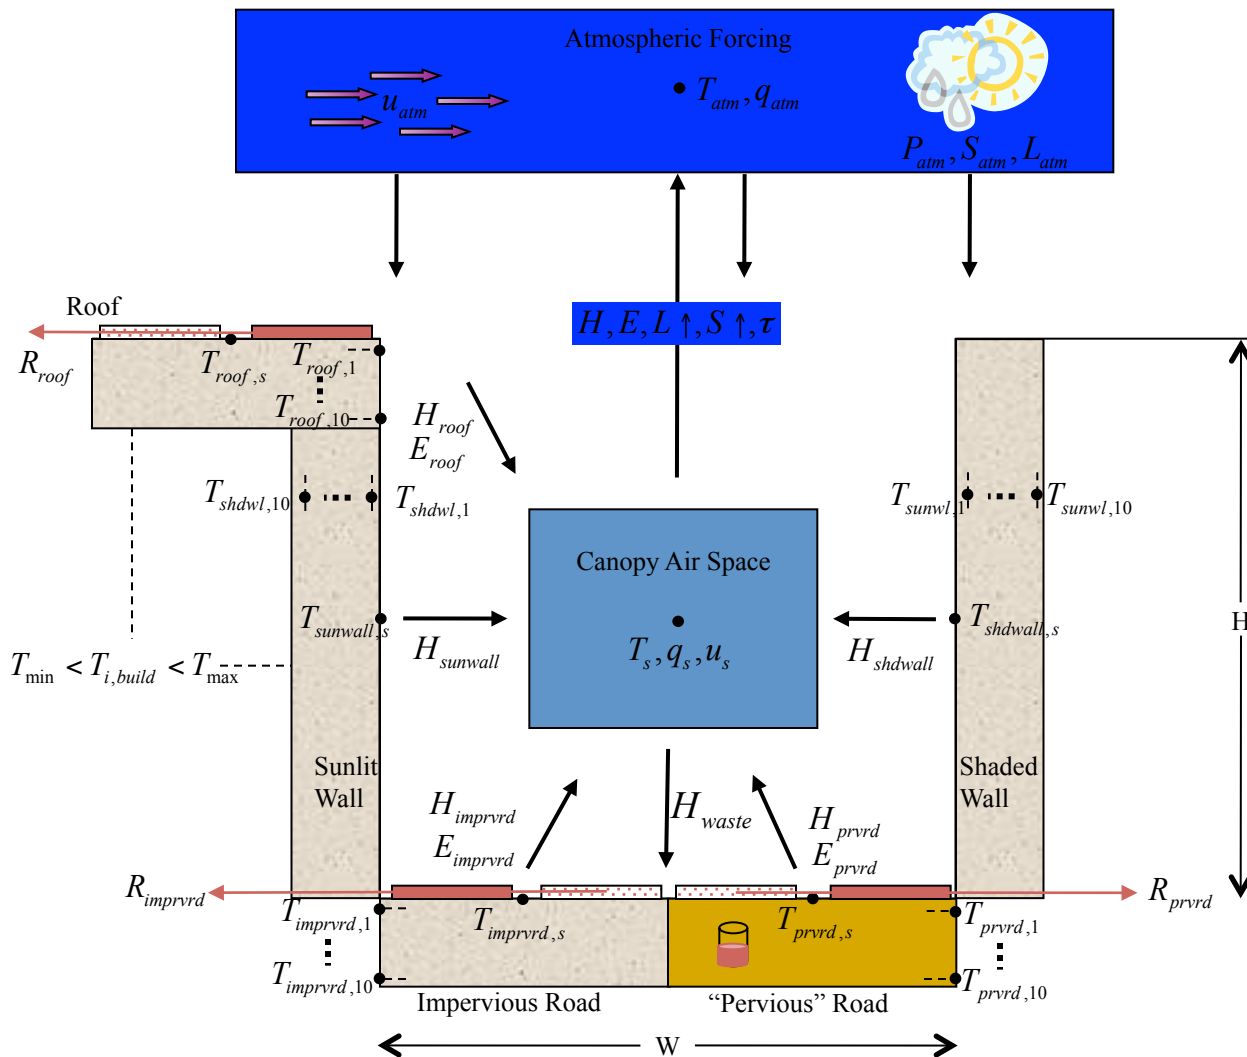 Atmospheric Forcing
u_atm
T_atm, q_atm
P_atm, S_atm, L_atm
H, E, L ↑, S ↑, τ
Roof
R_roof
T_roof,s
T_roof,1
T_roof,10
H_roof
E_roof
T_shdwl,10
T_shdwl,1
T_sunwl,1
T_sunwl,10
Canopy Air Space
T_s, q_s, u_s
T_sunwall,s
H_sunwall
H_shdwall
T_shdwall,s
H
T_min < T_i,build < T_max
Sunlit
Wall
Shaded
Wall
H_imprvrd
E_imprvrd
H_waste
H_prvrd
E_prvrd
R_imprvrd
R_prvrd
T_imprvrd,1
T_imprvrd,s
T_prvrd,s
T_prvrd,1
T_imprvrd,10
T_prvrd,10
Impervious Road
“Pervious” Road
W